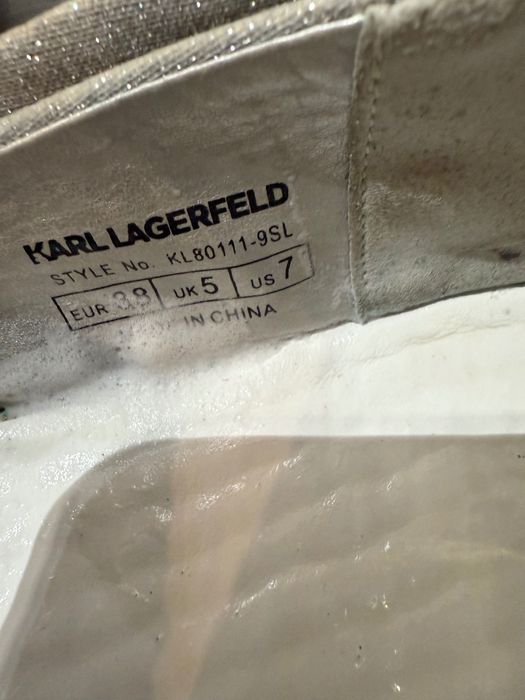 KARL LAGERFELD
STYLE No. KL80111-9SL
EUR 38 UK 5 US 7
IN CHINA